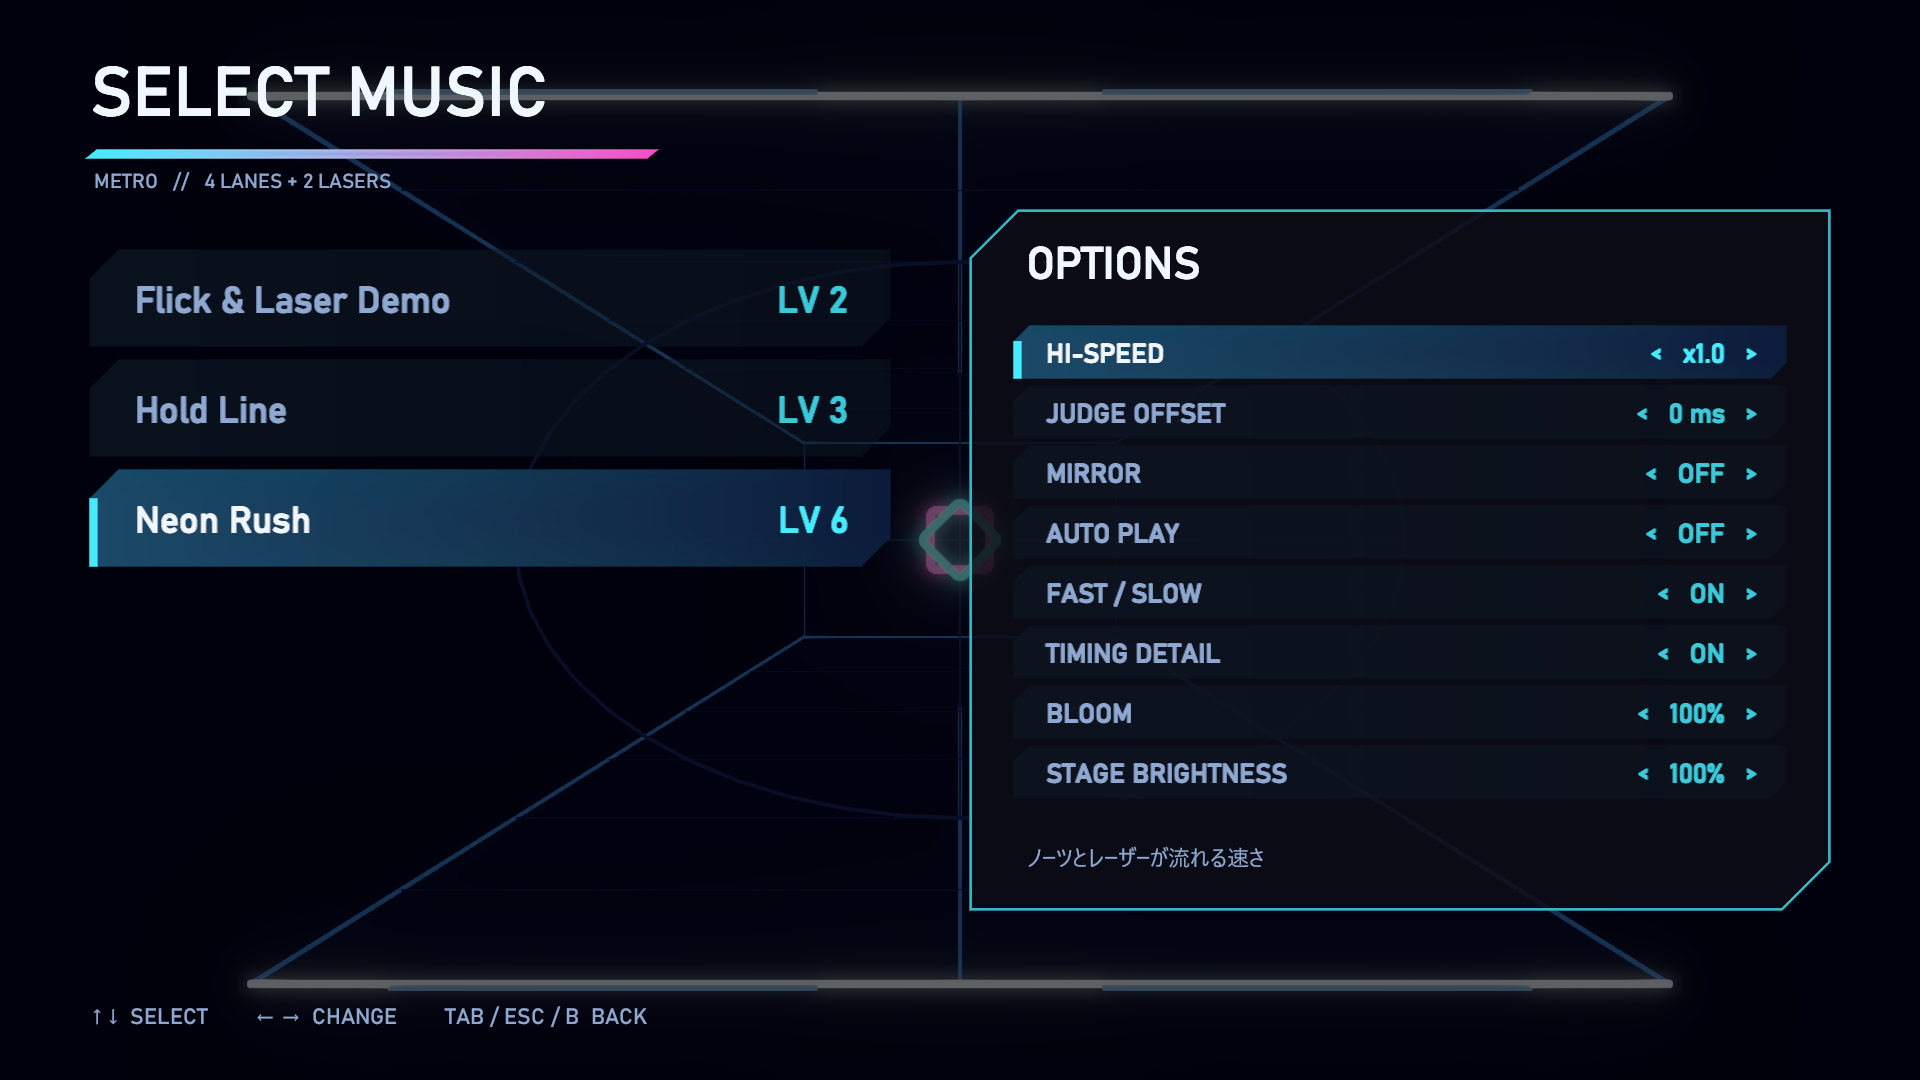 SELECT MUSIC
METRO // 4 LANES + 2 LASERS
Flick & Laser Demo LV 2
Hold Line LV 3
Neon Rush LV 6
OPTIONS
HI-SPEED < x1.0 >
JUDGE OFFSET < 0 ms >
MIRROR < OFF >
AUTO PLAY < OFF >
FAST / SLOW < ON >
TIMING DETAIL < ON >
BLOOM < 100% >
STAGE BRIGHTNESS < 100% >
ノーツとレーザーが流れる速さ
↑↓ SELECT ← → CHANGE TAB / ESC / B BACK